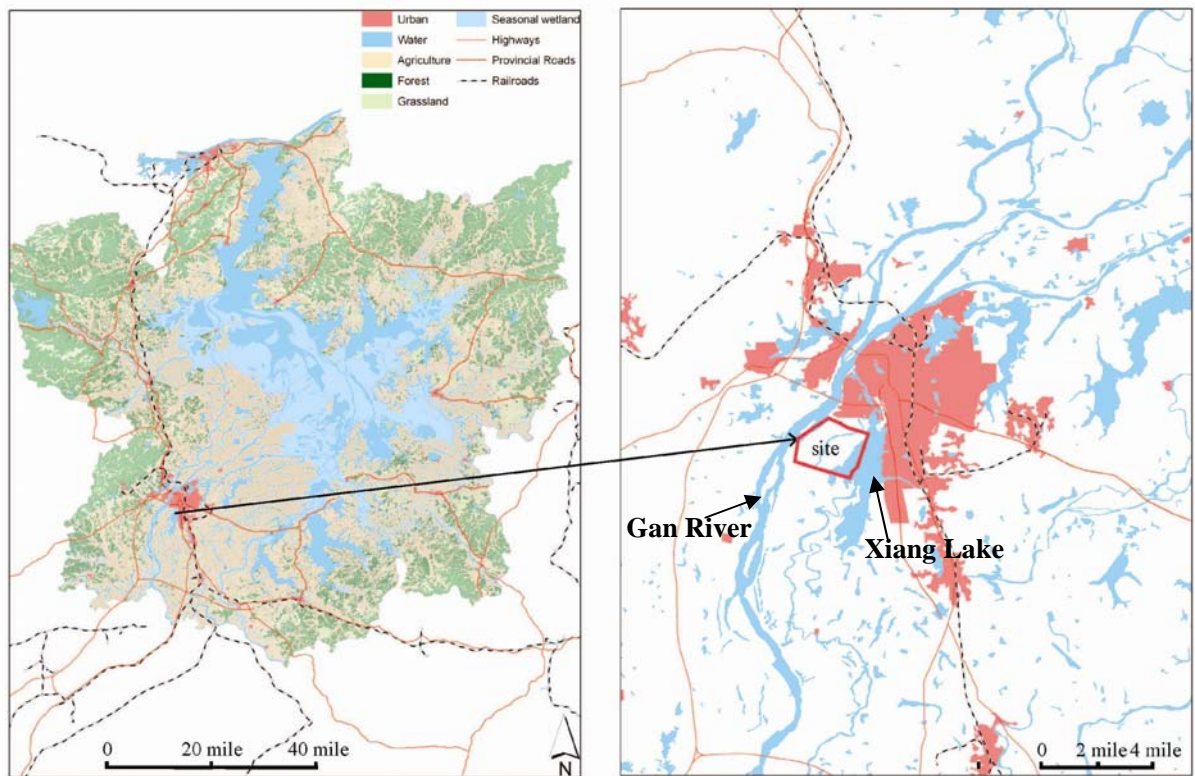 Urban
Water
Agriculture
Forest
Grassland
Seasonal wetland
Highways
Provincial Roads
Railroads
0 20 mile 40 mile
N
site
Gan River
Xiang Lake
0 2 mile 4 mile